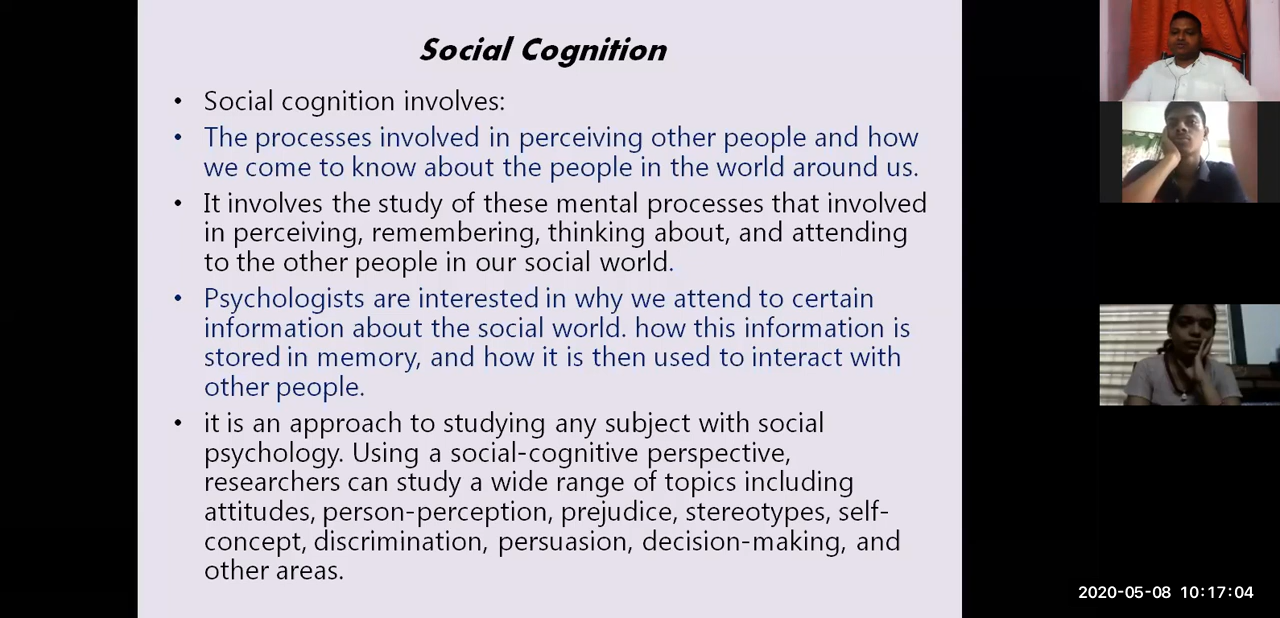 Social Cognition
• Social cognition involves:
• The processes involved in perceiving other people and how
we come to know about the people in the world around us.
• It involves the study of these mental processes that involved
in perceiving, remembering, thinking about, and attending
to the other people in our social world.
• Psychologists are interested in why we attend to certain
information about the social world. how this information is
stored in memory, and how it is then used to interact with
other people.
• it is an approach to studying any subject with social
psychology. Using a social-cognitive perspective,
researchers can study a wide range of topics including
attitudes, person-perception, prejudice, stereotypes, self-
concept, discrimination, persuasion, decision-making, and
other areas.
2020-05-08 10:17:04